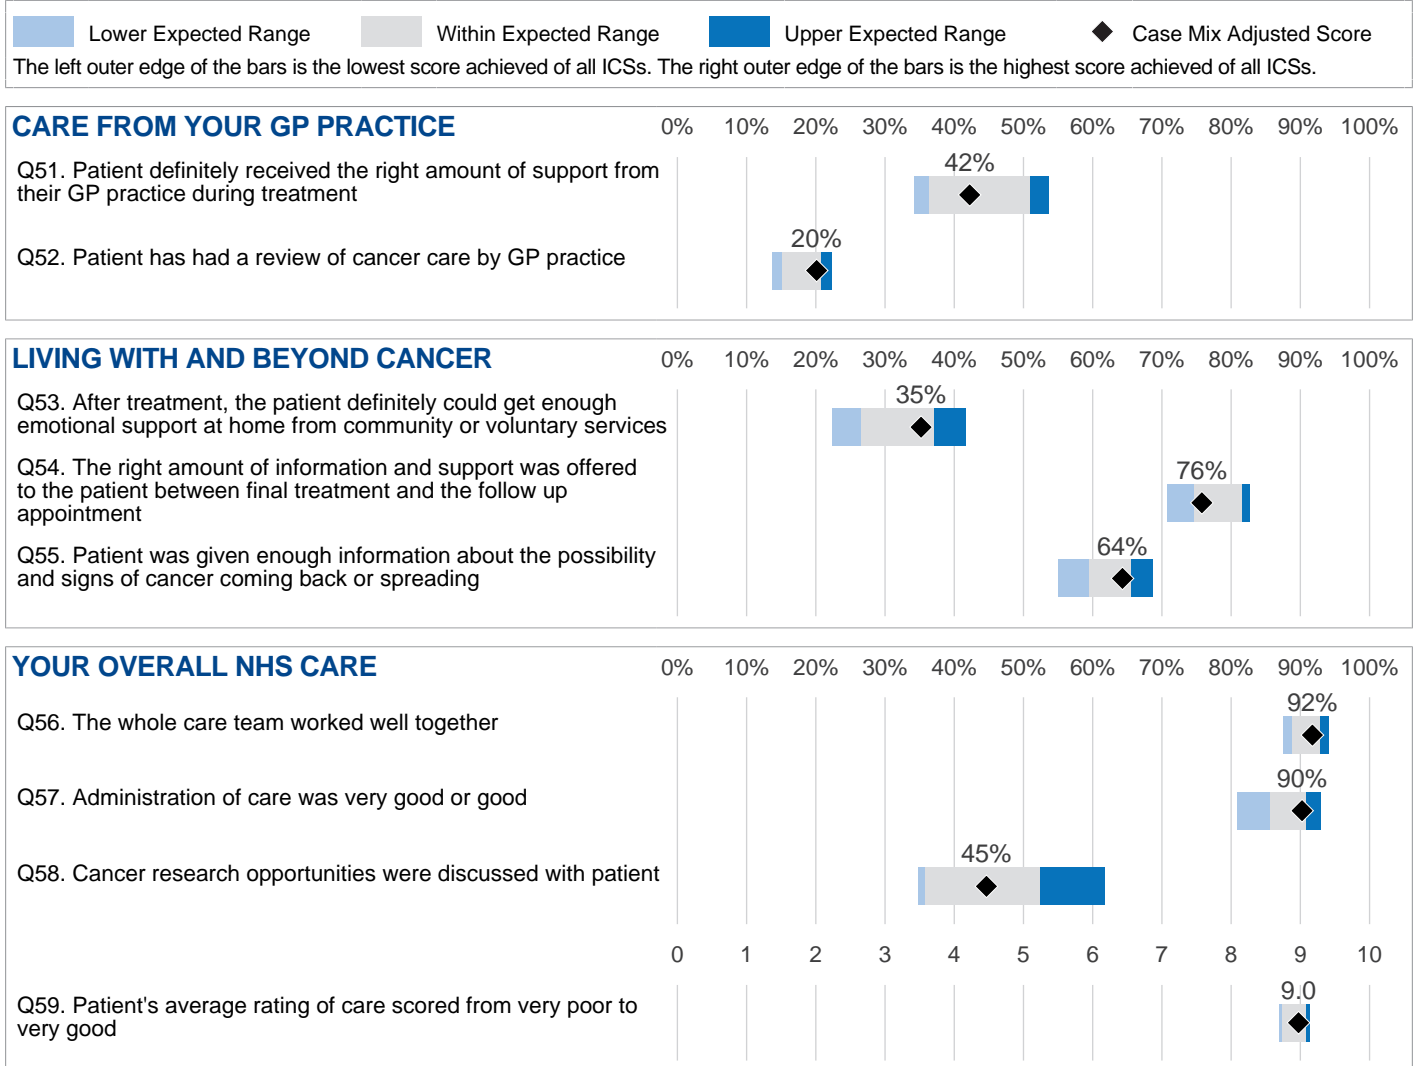 Lower Expected Range Within Expected Range Upper Expected Range Case Mix Adjusted Score
The left outer edge of the bars is the lowest score achieved of all ICSs. The right outer edge of the bars is the highest score achieved of all ICSs.
CARE FROM YOUR GP PRACTICE 0% 10% 20% 30% 40% 50% 60% 70% 80% 90% 100%
42%
Q51. Patient definitely received the right amount of support from
their GP practice during treatment
20%
Q52. Patient has had a review of cancer care by GP practice
LIVING WITH AND BEYOND CANCER 0% 10% 20% 30% 40% 50% 60% 70% 80% 90% 100%
35%
Q53. After treatment, the patient definitely could get enough
emotional support at home from community or voluntary services
76%
Q54. The right amount of information and support was offered
to the patient between final treatment and the follow up
appointment
64%
Q55. Patient was given enough information about the possibility
and signs of cancer coming back or spreading
YOUR OVERALL NHS CARE 0% 10% 20% 30% 40% 50% 60% 70% 80% 90% 100%
92%
Q56. The whole care team worked well together
90%
Q57. Administration of care was very good or good
45%
Q58. Cancer research opportunities were discussed with patient
0 1 2 3 4 5 6 7 8 9 10
9.0
Q59. Patient's average rating of care scored from very poor to
very good